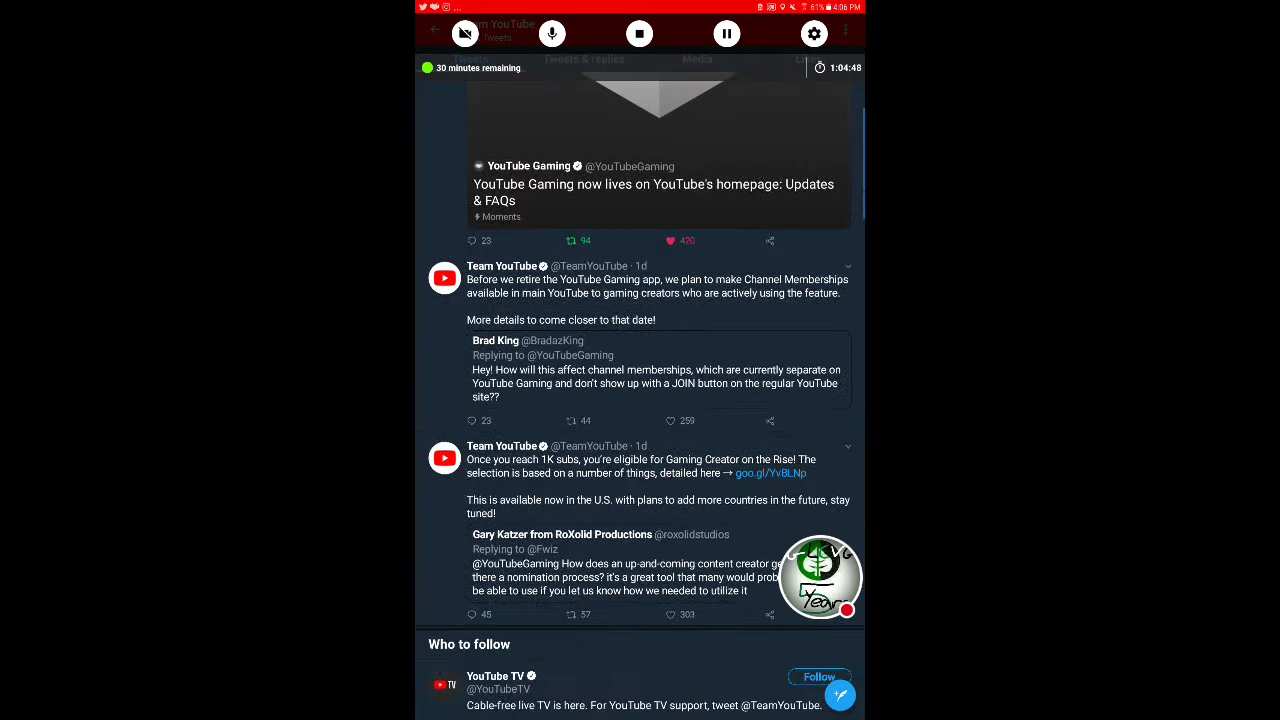 61% 4:06 PM
Team YouTube
Tweets
Tweets Tweets & replies Media
30 minutes remaining
1:04:48
YouTube Gaming @YouTubeGaming
YouTube Gaming now lives on YouTube's homepage: Updates
& FAQs
Moments
23 94 420
Team YouTube @TeamYouTube · 1d
Before we retire the YouTube Gaming app, we plan to make Channel Memberships
available in main YouTube to gaming creators who are actively using the feature.
More details to come closer to that date!
Brad King @BradazKing
Replying to @YouTubeGaming
Hey! How will this affect channel memberships, which are currently separate on
YouTube Gaming and don't show up with a JOIN button on the regular YouTube
site??
23 44 259
Team YouTube @TeamYouTube · 1d
Once you reach 1K subs, you're eligible for Gaming Creator on the Rise! The
selection is based on a number of things, detailed here → goo.gl/YvBLNp
This is available now in the U.S. with plans to add more countries in the future, stay
tuned!
Gary Katzer from RoXolid Productions @roxolidstudios
Replying to @Fwiz
@YouTubeGaming How does an up-and-coming content creator ge
there a nomination process? it's a great tool that many would prob
be able to use if you let us know how we needed to utilize it
Years
45 57 303
Who to follow
YouTube TV
@YouTubeTV
Follow
TV
Cable-free live TV is here. For YouTube TV support, tweet @TeamYouTube.